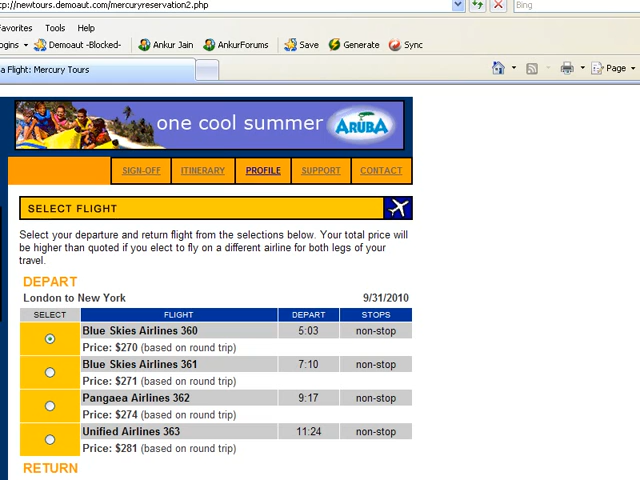 tp://newtours.demoaut.com/mercuryreservation2.php
Bing
avorites Tools Help
ogins Demoaut -Blocked- Ankur Jain AnkurForums Save Generate Sync
a Flight: Mercury Tours
Page
one cool summer ARUBA
SIGN-OFF ITINERARY PROFILE SUPPORT CONTACT
SELECT FLIGHT
Select your departure and return flight from the selections below. Your total price will
be higher than quoted if you elect to fly on a different airline for both legs of your
travel.
DEPART
London to New York 9/31/2010
SELECT FLIGHT DEPART STOPS
Blue Skies Airlines 360 5:03 non-stop
Price: $270 (based on round trip)
Blue Skies Airlines 361 7:10 non-stop
Price: $271 (based on round trip)
Pangaea Airlines 362 9:17 non-stop
Price: $274 (based on round trip)
Unified Airlines 363 11:24 non-stop
Price: $281 (based on round trip)
RETURN